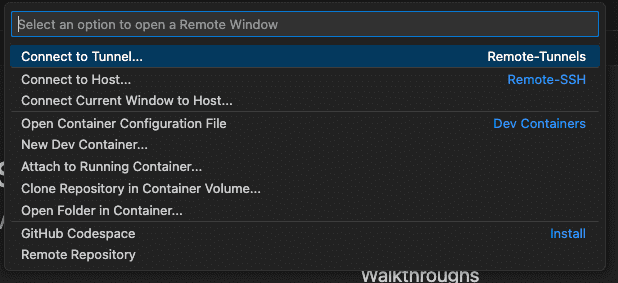 Select an option to open a Remote Window
Connect to Tunnel... Remote-Tunnels
Connect to Host... Remote-SSH
Connect Current Window to Host...
Open Container Configuration File Dev Containers
New Dev Container...
Attach to Running Container...
Clone Repository in Container Volume...
Open Folder in Container...
GitHub Codespace Install
Remote Repository
Walkthroughs